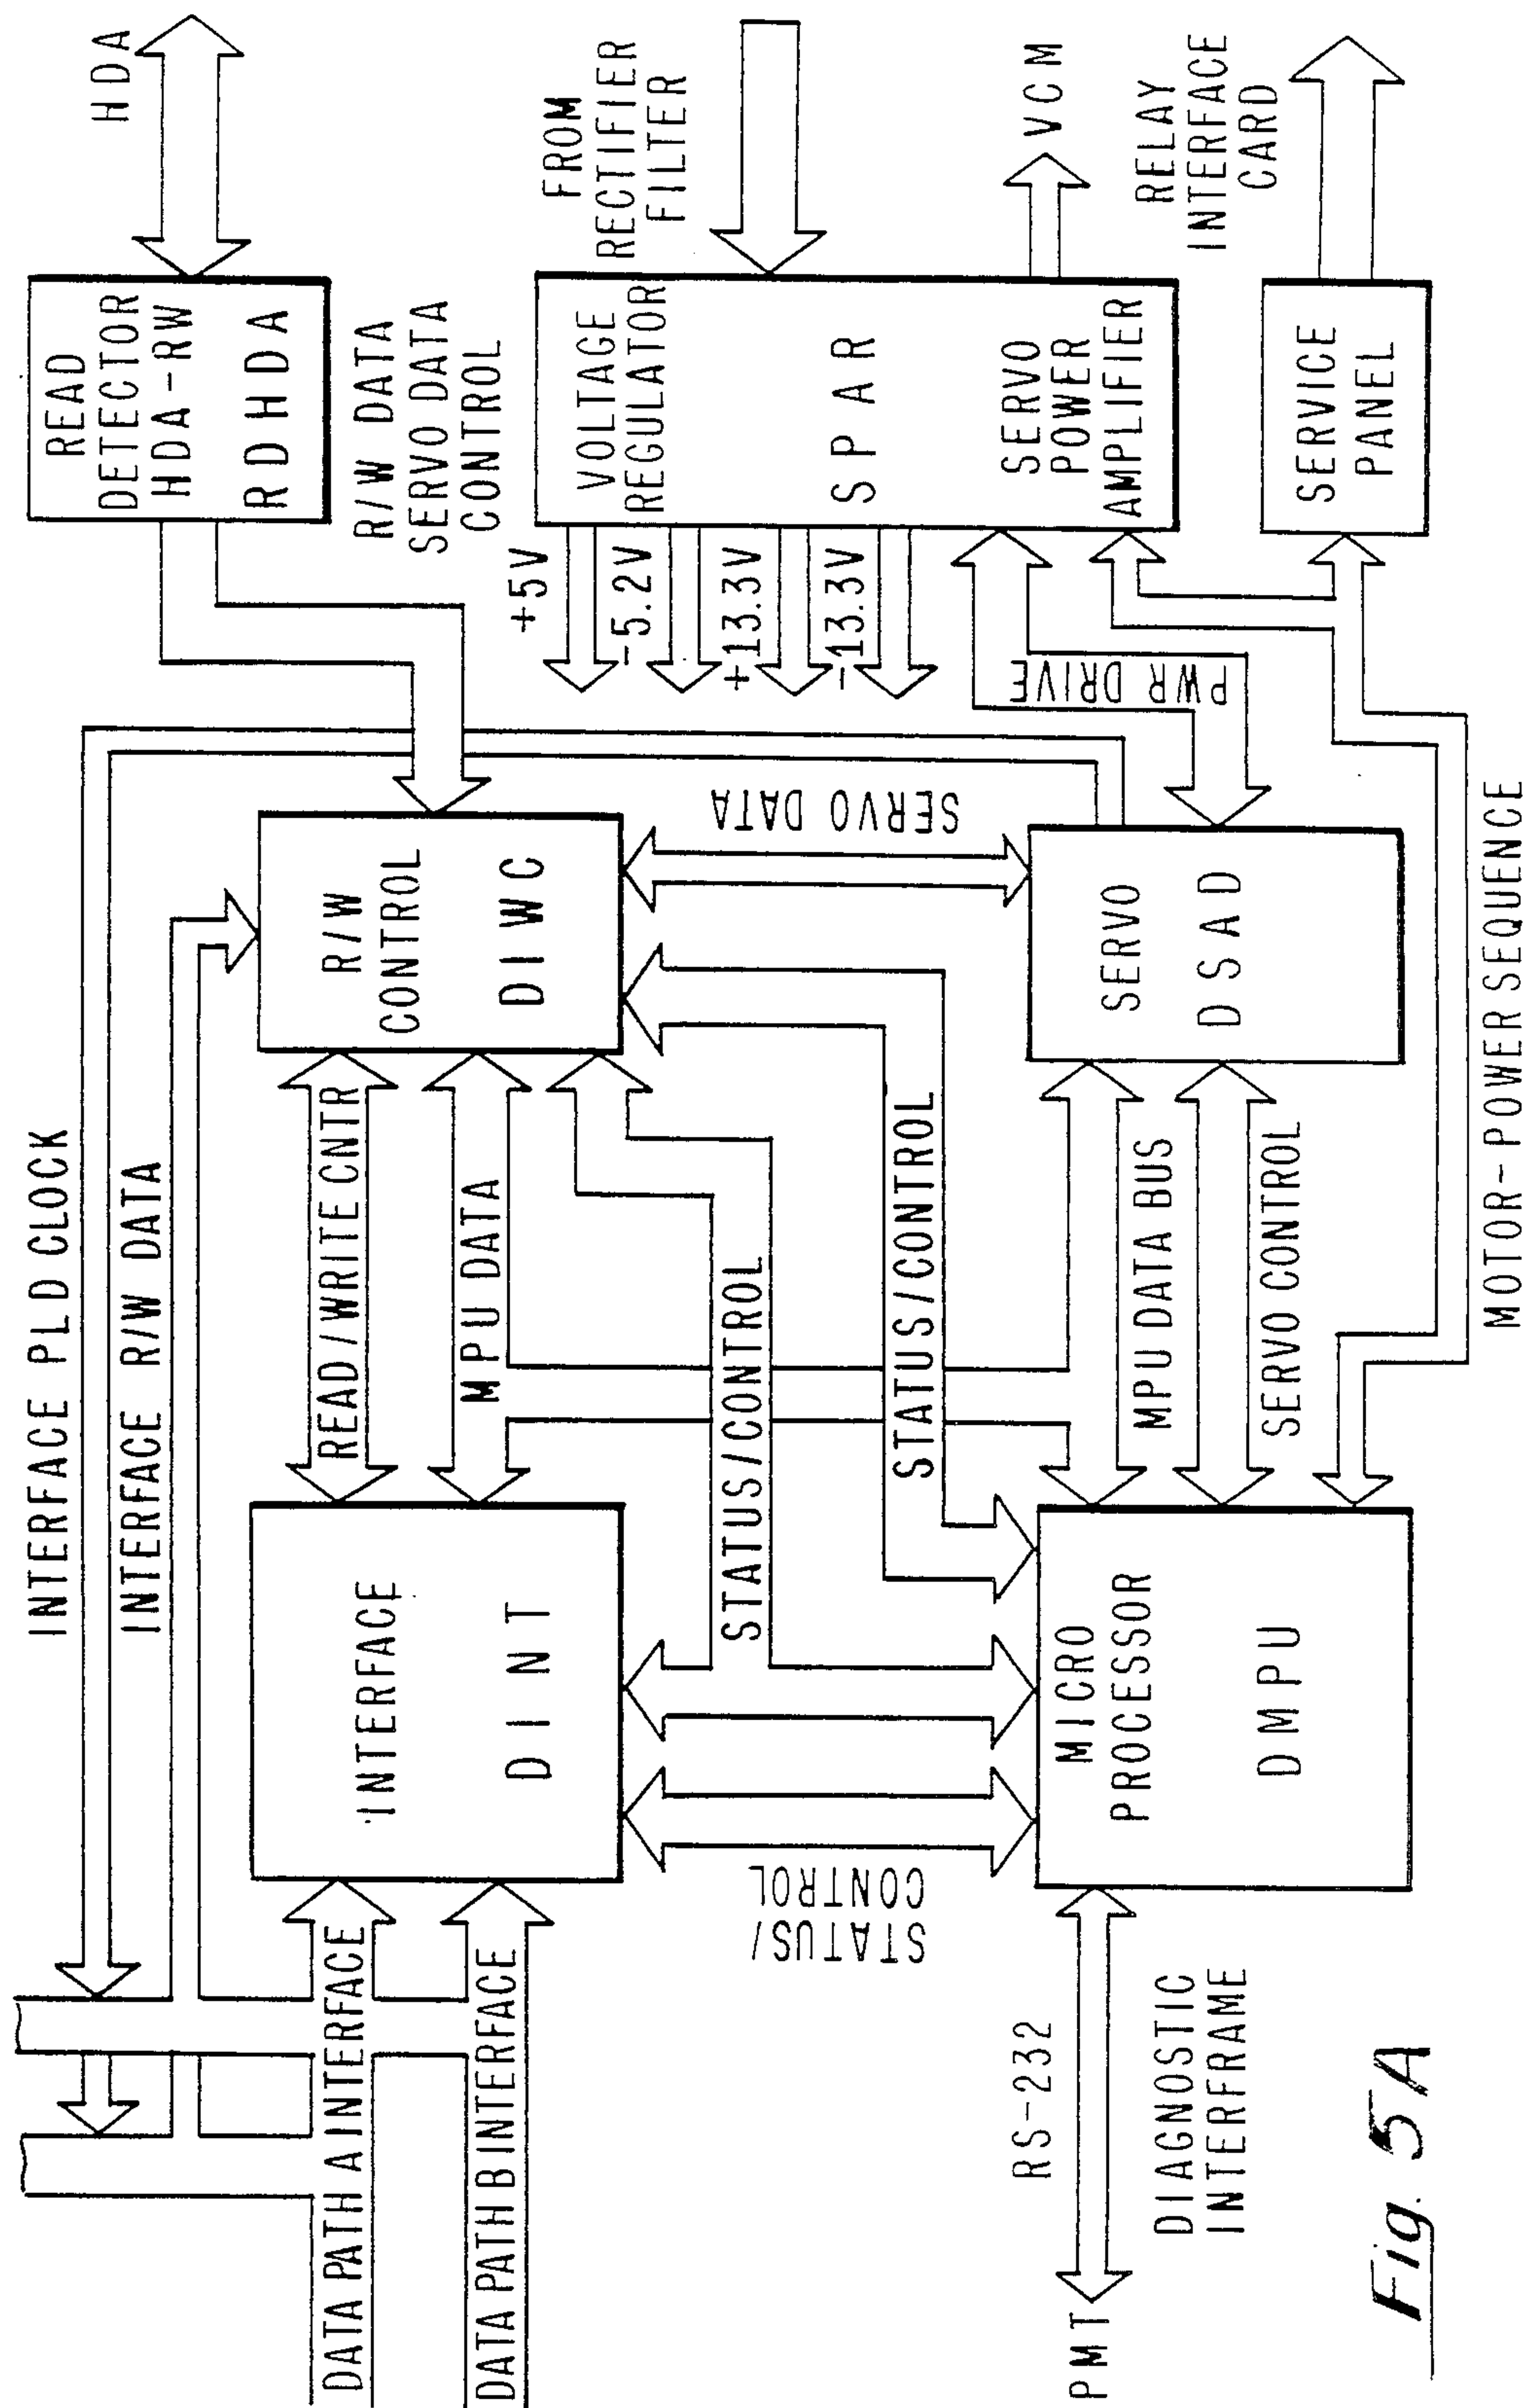 INTERFACE PLD CLOCK
INTERFACE R/W DATA
HDA
READ
DETECTOR
HDA-RW
RDHDA
R/W DATA
SERVO DATA
CONTROL
R/W
CONTROL
DIWC
READ/WRITE CNTR
MPU DATA
INTERFACE
DINT
DATA PATH A INTERFACE
DATA PATH B INTERFACE
STATUS/CONTROL
STATUS/CONTROL
STATUS/
CONTROL
SERVO DATA
FROM
RECTIFIER
FILTER
VOLTAGE
REGULATOR
SPAR
SERVO
POWER
AMPLIFIER
+5V
-5.2V
+13.3V
-13.3V
PWR DRIVE
VCM
RELAY
INTERFACE
CARD
SERVICE
PANEL
SERVO
DSAD
MPU DATA BUS
SERVO CONTROL
MICRO
PROCESSOR
DMPU
RS-232
PMT
DIAGNOSTIC
INTERFRAME
MOTOR-POWER SEQUENCE
Fig. 5A